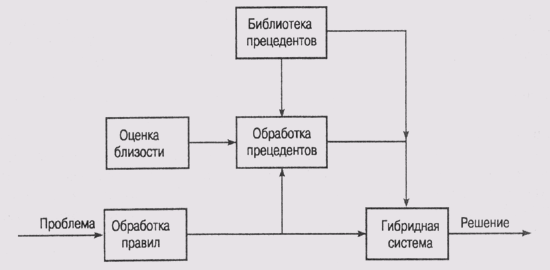 Библиотека
прецедентов
Оценка
близости
Обработка
прецедентов
Проблема
Обработка
правил
Гибридная
система
Решение